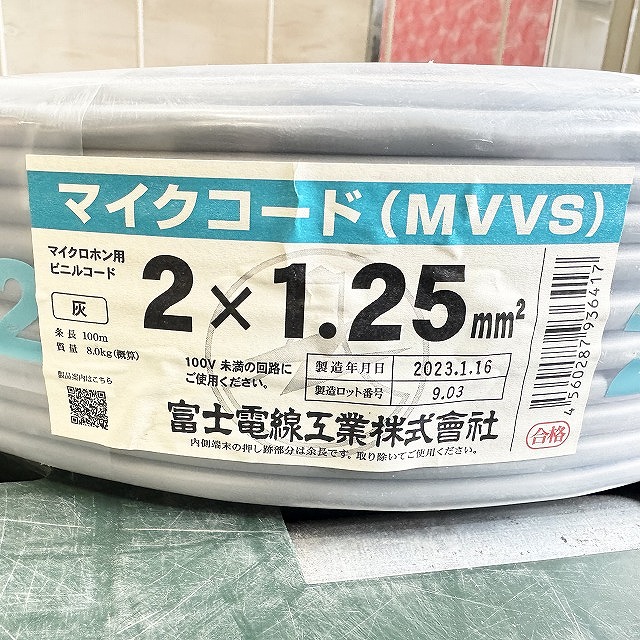 マイクコード(MVVS)
マイクロホン用
ビニルコード
灰
2×1.25mm²
条長 100m
質量 8.0kg(概算)
100V 未満の回路に
ご使用ください。
製造年月日 2023.1.16
製造ロット番号 9.03
製品案内はこちら
富士電線工業株式會社
内側端末の押し跡部分は余長です。取り除いてご使用ください。
4560287936417
合格
2